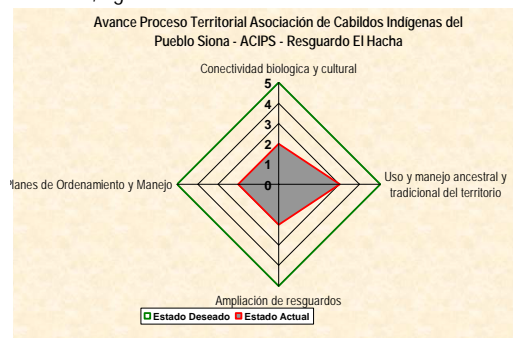 Avance Proceso Territorial Asociación de Cabildos Indígenas del
Pueblo Siona - ACIPS - Resguardo El Hacha
Conectividad biologica y cultural
5
4
3
2
1
0
Uso y manejo ancestral y
tradicional del territorio
de Ordenamiento y Manejo
Ampliación de resguardos
Estado Deseado Estado Actual